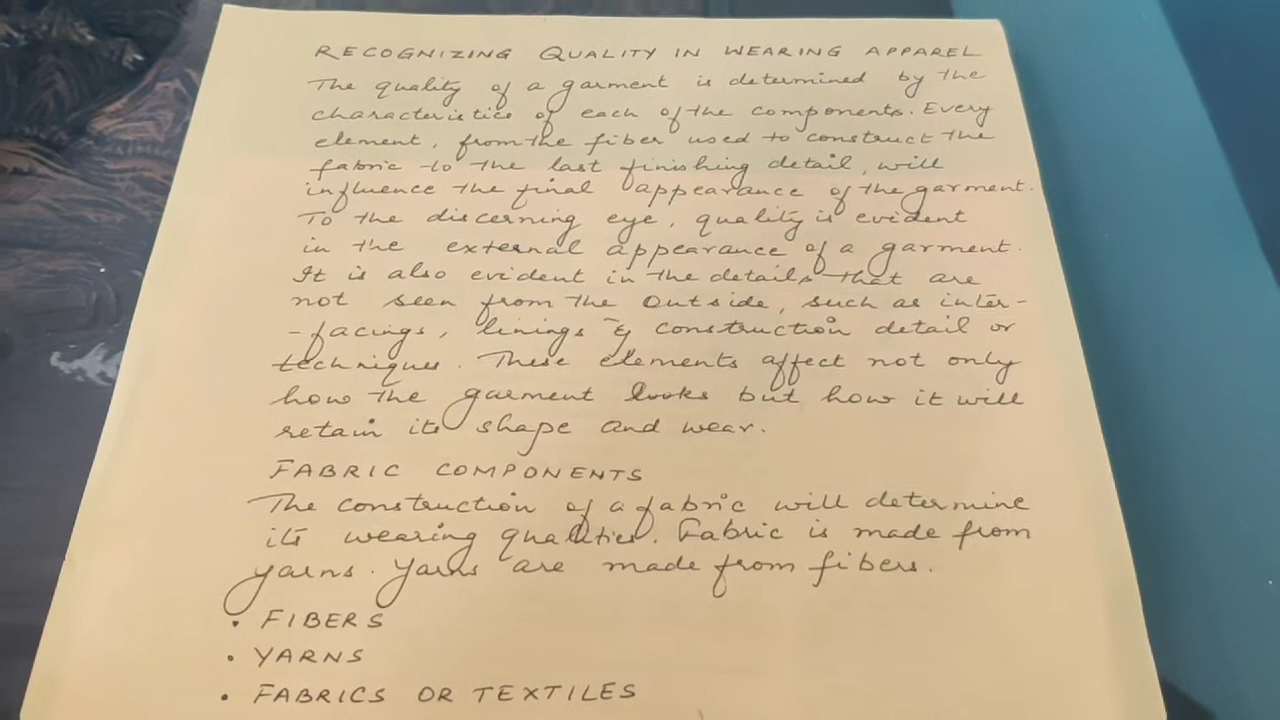 RECOGNIZING QUALITY IN WEARING APPAREL
The quality of a garment is determined by the
characteristics of each of the components. Every
element, from the fiber used to construct the
fabric to the last finishing detail, will
influence the final appearance of the garment.
To the discerning eye, quality is evident
in the external appearance of a garment.
It is also evident in the details that are
not seen from the outside, such as inter-
-facings, linings & construction detail or
techniques. These elements affect not only
how the garment looks but how it will
retain its shape and wear.
FABRIC COMPONENTS
The construction of a fabric will determine
its wearing qualities. Fabric is made from
yarns. Yarns are made from fibers.
• FIBERS
• YARNS
• FABRICS OR TEXTILES